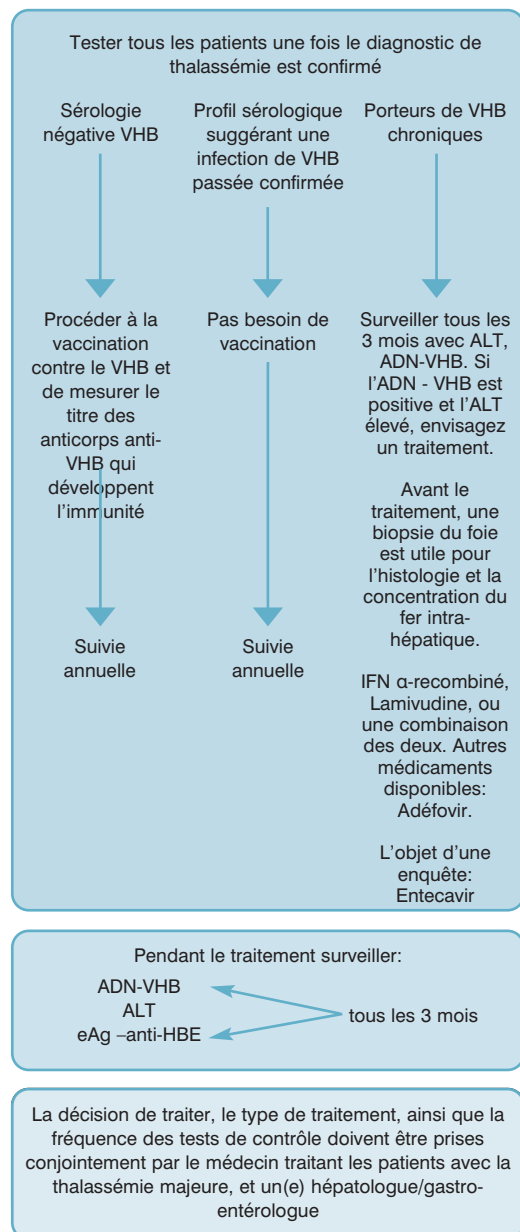 Tester tous les patients une fois le diagnostic de
thalassémie est confirmé
Sérologie
négative VHB
Procéder à la
vaccination
contre le VHB et
de mesurer le
titre des
anticorps anti-
VHB qui
développent
l'immunité
Suivie
annuelle
Profil sérologique
suggérant une
infection de VHB
passée confirmée
Pas besoin de
vaccination
Suivie
annuelle
Porteurs de VHB
chroniques
Surveiller tous les
3 mois avec ALT,
ADN-VHB. Si
l'ADN - VHB est
positive et l'ALT
élevé, envisagez
un traitement.
Avant le
traitement, une
biopsie du foie
est utile pour
l'histologie et la
concentration du
fer intra-
hépatique.
IFN α-recombiné,
Lamivudine, ou
une combinaison
des deux. Autres
médicaments
disponibles:
Adéfovir.
L'objet d'une
enquête:
Entecavir
Pendant le traitement surveiller:
ADN-VHB
ALT
eAg –anti-HBE
tous les 3 mois
La décision de traiter, le type de traitement, ainsi que la
fréquence des tests de contrôle doivent être prises
conjointement par le médecin traitant les patients avec la
thalassémie majeure, et un(e) hépatologue/gastro-
entérologue